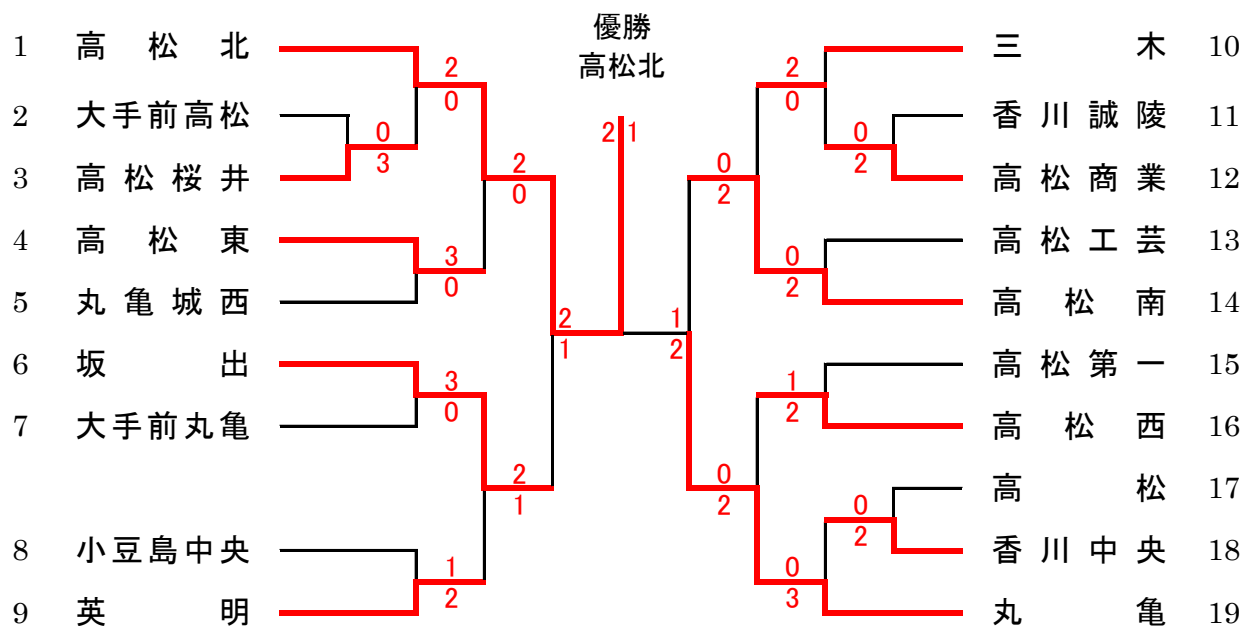 優勝
高松北
1 高松北
2 大手前高松
3 高松桜井
4 高松東
5 丸亀城西
6 坂出
7 大手前丸亀
8 小豆島中央
9 英明
2
0
0
3
2
0
3
0
2
1
3
0
2
1
1
2
2 1
三木 10
香川誠陵 11
高松商業 12
高松工芸 13
高松南 14
高松第一 15
高松西 16
高松 17
香川中央 18
丸亀 19
2
0
0
2
0
2
0
2
1
2
1
2
0
2
0
2
0
3